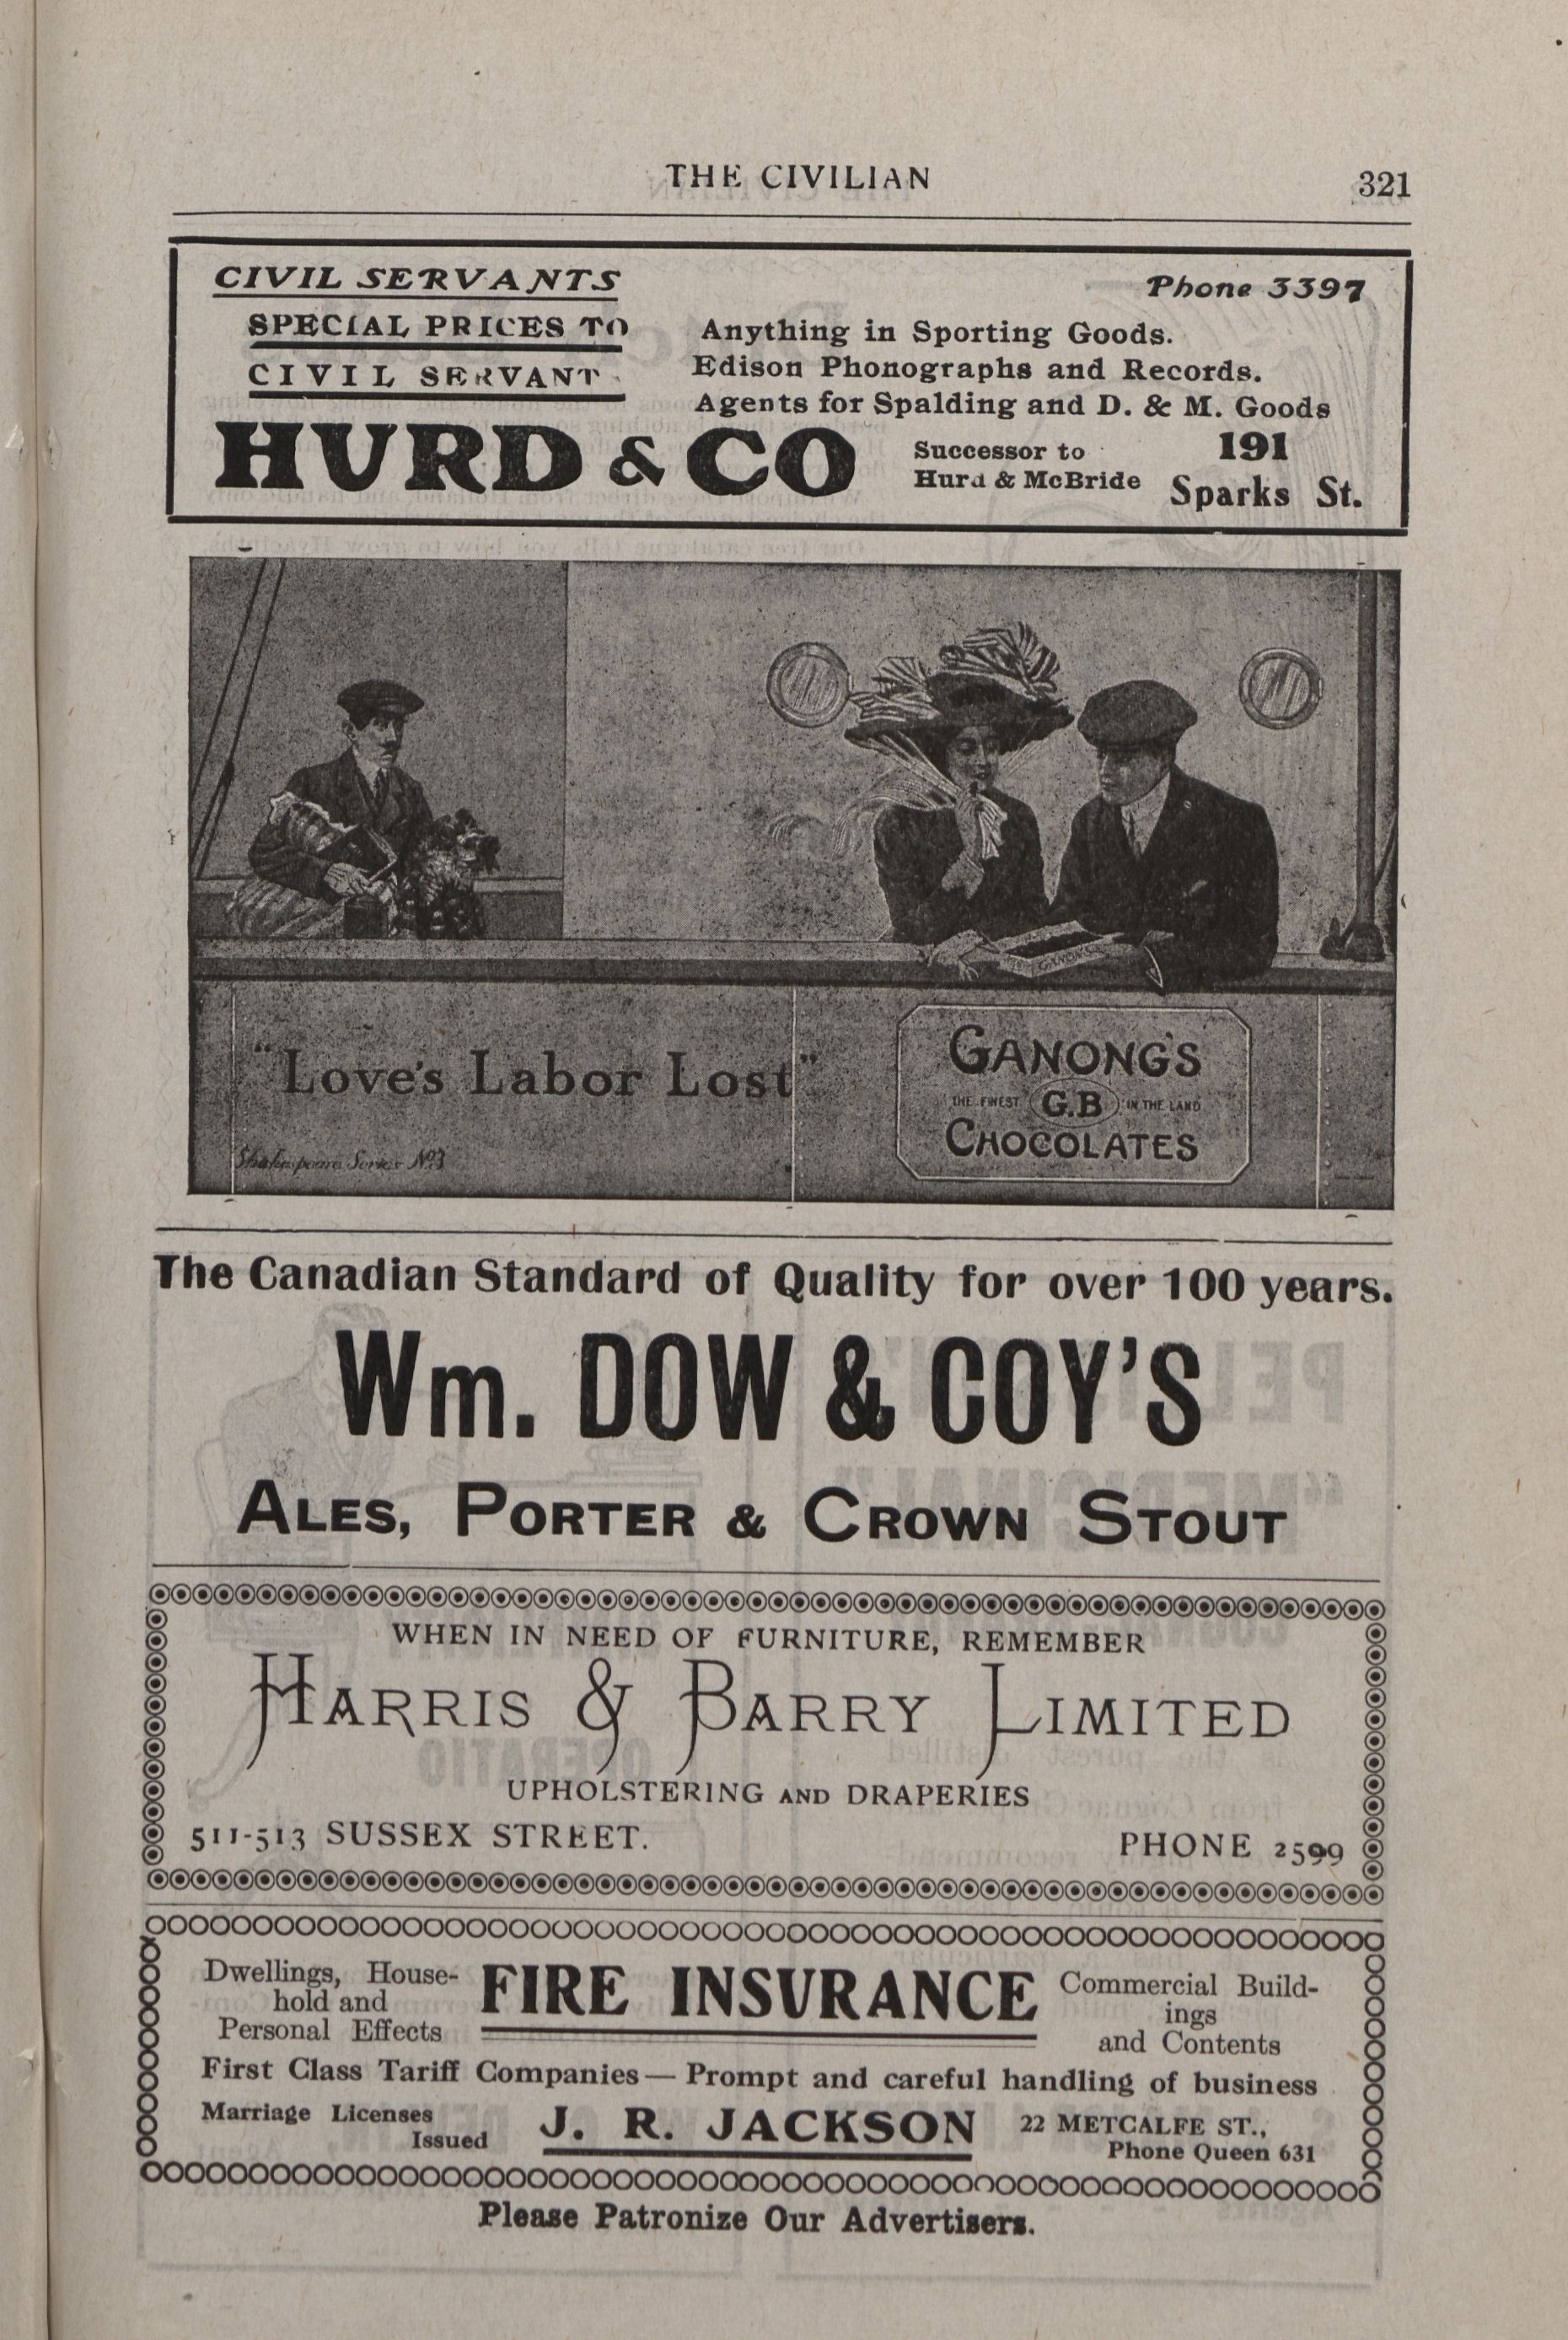 THE CIVILIAN
321
CIVIL SERVANTS
SPECIAL PRICES TO
CIVIL SERVANT
Phone 3397
Anything in Sporting Goods.
Edison Phonographs and Records.
Agents for Spalding and D. & M. Goods
HURD & CO
Successor to
Hurd & McBride
191
Sparks St.
GANONG'S
"Love's Labor Lost"
Shakespeare Series No 3
GANONG'S
THE FINEST G.B IN THE LAND
CHOCOLATES
The Canadian Standard of Quality for over 100 years.
Wm. DOW & COY'S
ALES, PORTER & CROWN STOUT
WHEN IN NEED OF FURNITURE, REMEMBER
HARRIS & BARRY LIMITED
UPHOLSTERING AND DRAPERIES
511-513 SUSSEX STREET.
PHONE 2599
Dwellings, House-
hold and
Personal Effects
FIRE INSURANCE
Commercial Build-
ings
and Contents
First Class Tariff Companies — Prompt and careful handling of business
Marriage Licenses
Issued
J. R. JACKSON
22 METCALFE ST.,
Phone Queen 631
Please Patronize Our Advertisers.